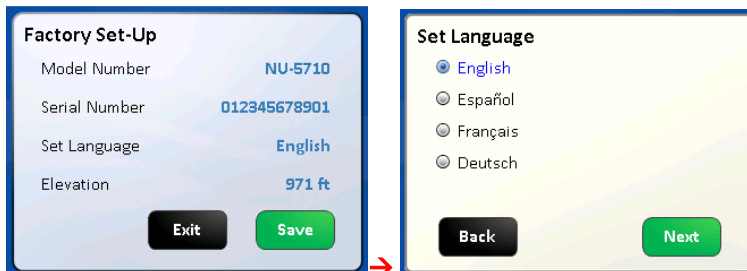 Factory Set-Up
Model Number NU-5710
Serial Number 012345678901
Set Language English
Elevation 971 ft
Exit Save
→
Set Language
English
Español
Français
Deutsch
Back Next